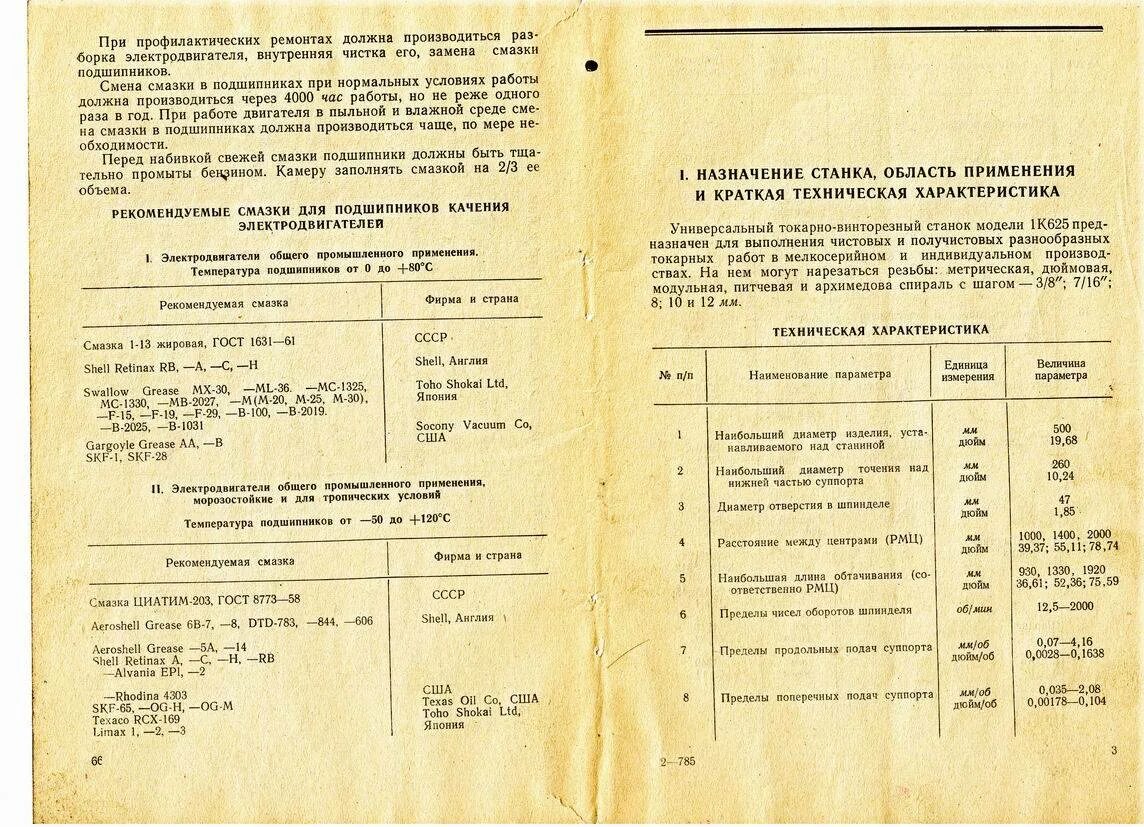 При профилактических ремонтах должна производиться раз-
борка электродвигателя, внутренняя чистка его, замена смазки
подшипников.
Смена смазки в подшипниках при нормальных условиях работы
должна производиться через 4000 час работы, но не реже одного
раза в год. При работе двигателя в пыльной и влажной среде сме-
на смазки в подшипниках должна производиться чаще, по мере не-
обходимости.
Перед набивкой свежей смазки подшипники должны быть тща-
тельно промыты бензином. Камеру заполнять смазкой на 2/3 ее
объема.
РЕКОМЕНДУЕМЫЕ СМАЗКИ ДЛЯ ПОДШИПНИКОВ КАЧЕНИЯ
ЭЛЕКТРОДВИГАТЕЛЕЙ
I. Электродвигатели общего промышленного применения.
Температура подшипников от 0 до +80°С
Рекомендуемая смазка Фирма и страна
Смазка 1-13 жировая, ГОСТ 1631—61 СССР
Shell Retinax RB, —A, —C, —H Shell, Англия
Swallow Grease MX-30, —ML-36. —MC-1325, Toho Shokai Ltd,
MC-1330, —MB-2027, —M(M-20, M-25, M-30), Япония
—F-15, —F-19, —F-29, —B-100, —B-2019.
—B-2025, —B-1031 Socony Vacuum Co,
Gargoyle Grease AA, —B США
SKF-1, SKF-28
II. Электродвигатели общего промышленного применения,
морозостойкие и для тропических условий
Температура подшипников от —50 до +120°С
Рекомендуемая смазка Фирма и страна
Смазка ЦИАТИМ-203, ГОСТ 8773—58 СССР
Aeroshell Grease 6B-7, —8, DTD-783, —844, —606 Shell, Англия
Aeroshell Grease —5A, —14
Shell Retinax A, —C, —H, —RB
—Alvania EPI, —2
—Rhodina 4303 США
SKF-65, —OG-H, —OG-M Texas Oil Co, США
Texaco RCX-169 Toho Shokai Ltd,
Limax 1, —2, —3 Япония
66
I. НАЗНАЧЕНИЕ СТАНКА, ОБЛАСТЬ ПРИМЕНЕНИЯ
И КРАТКАЯ ТЕХНИЧЕСКАЯ ХАРАКТЕРИСТИКА
Универсальный токарно-винторезный станок модели 1К625 пред-
назначен для выполнения чистовых и получистовых разнообразных
токарных работ в мелкосерийном и индивидуальном производ-
ствах. На нем могут нарезаться резьбы: метрическая, дюймовая,
модульная, питчевая и архимедова спираль с шагом — 3/8″; 7/16″;
8; 10 и 12 мм.
ТЕХНИЧЕСКАЯ ХАРАКТЕРИСТИКА
№ п/п Наименование параметра Единица измерения Величина параметра
1 Наибольший диаметр изделия, уста- мм 500
навливаемого над станиной дюйм 19,68
2 Наибольший диаметр точения над мм 260
нижней частью суппорта дюйм 10,24
3 Диаметр отверстия в шпинделе мм 47
дюйм 1,85
4 Расстояние между центрами (РМЦ) мм 1000, 1400, 2000
дюйм 39,37; 55,11; 78,74
5 Наибольшая длина обтачивания (со- мм 930, 1330, 1920
ответственно РМЦ) дюйм 36,61; 52,36; 75,59
6 Пределы чисел оборотов шпинделя об/мин 12,5—2000
7 Пределы продольных подач суппорта мм/об 0,07—4,16
дюйм/об 0,0028—0,1638
8 Пределы поперечных подач суппорта мм/об 0,035—2,08
дюйм/об 0,00178—0,104
2—785
3